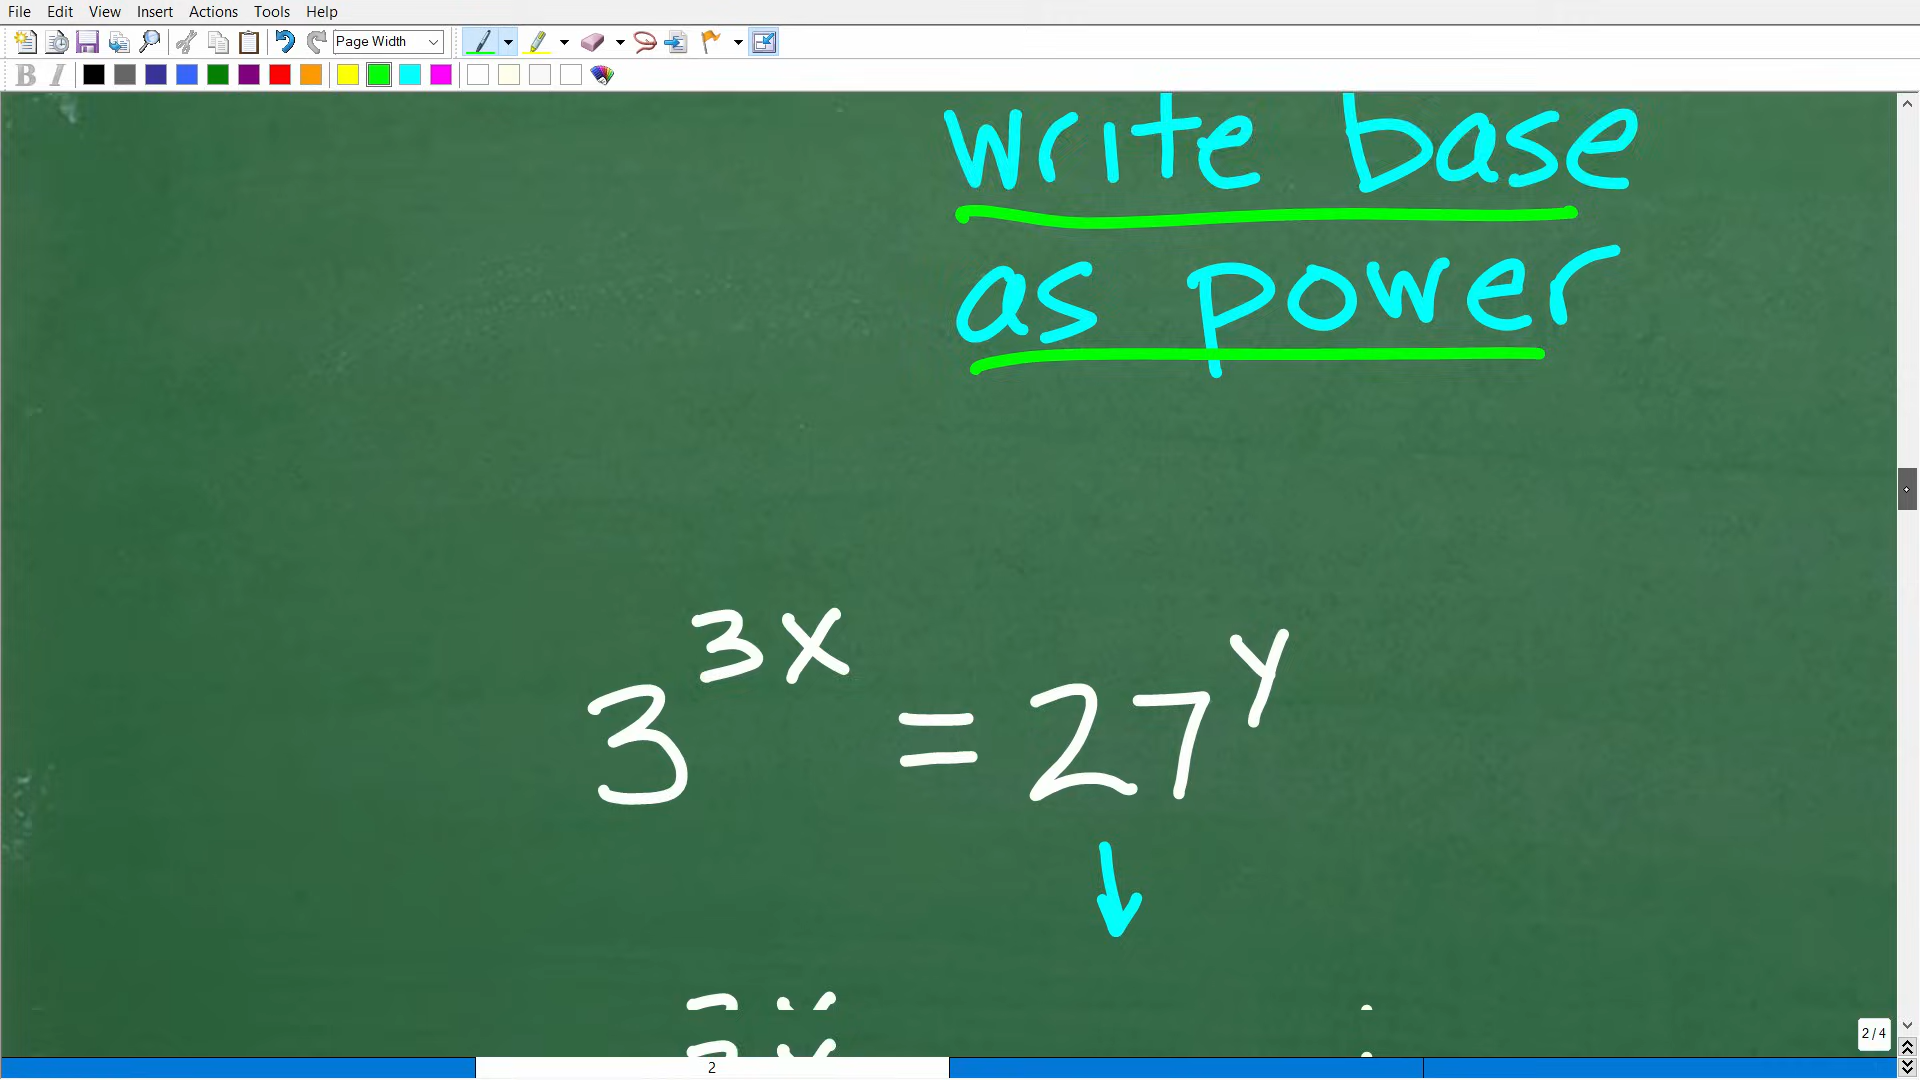 File Edit View Insert Actions Tools Help
Page Width
B I
write base
as power
3^{3x} = 27^y
2 / 4
2